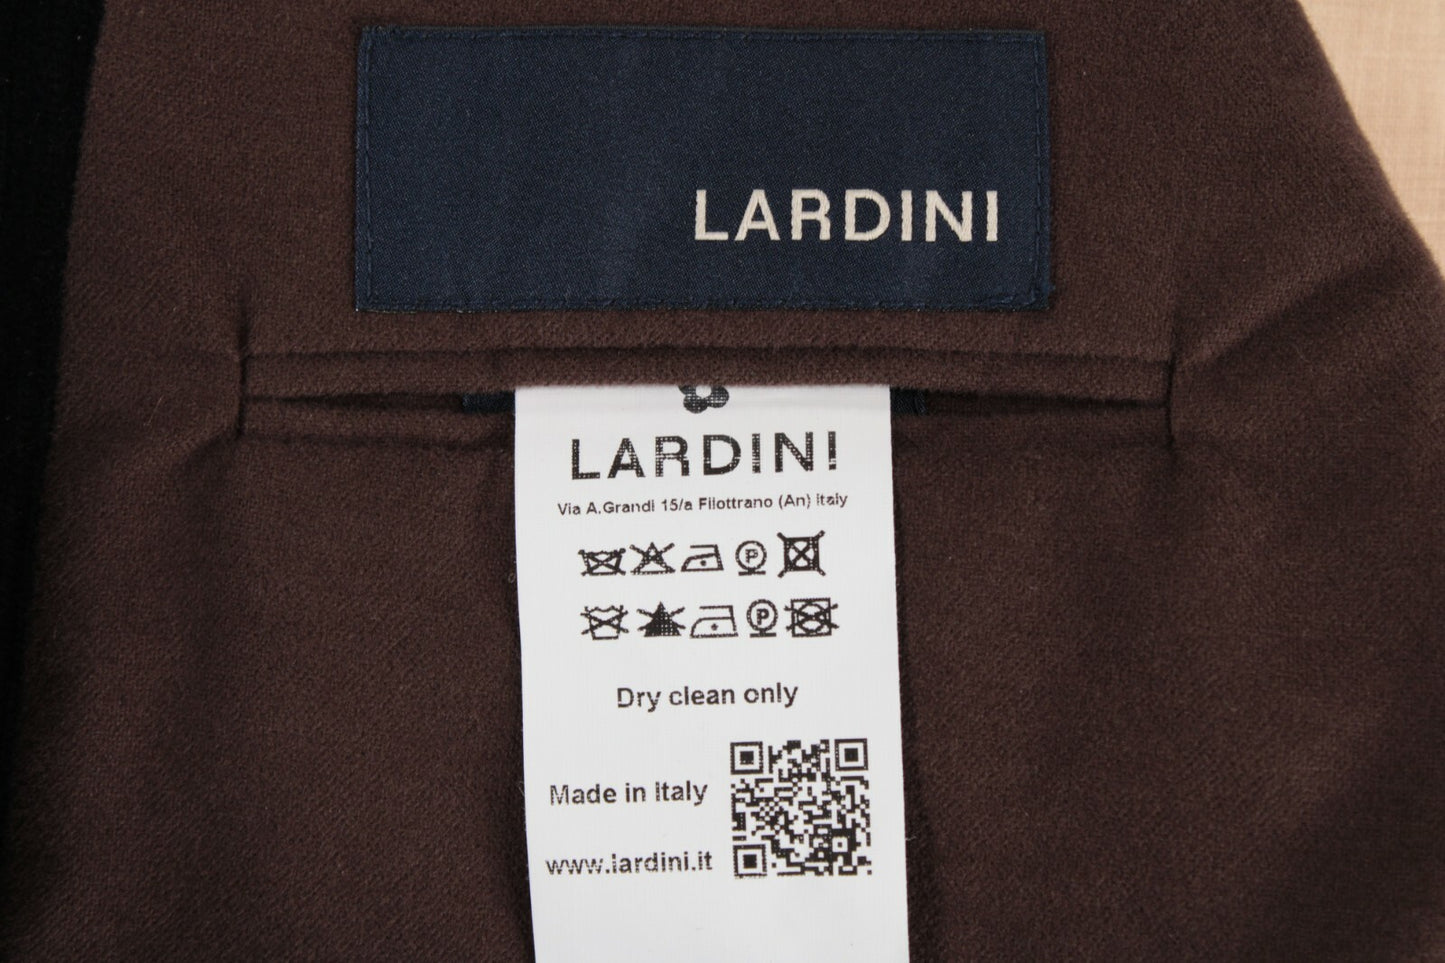 LARDINI
LARDINI
Via A.Grandi 15/a Filottrano (An) Italy
P
P
Dry clean only
Made in Italy
www.lardini.it